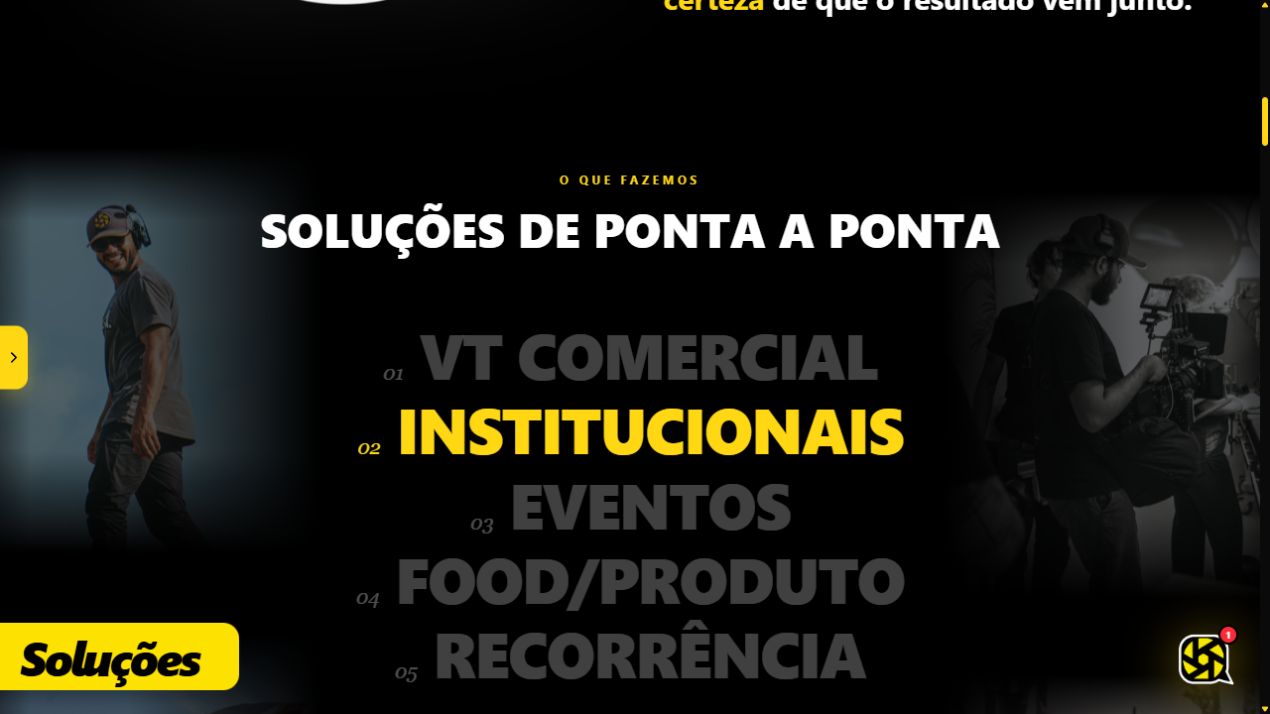 certeza de que o resultado vem junto.
O QUE FAZEMOS
SOLUÇÕES DE PONTA A PONTA
01 VT COMERCIAL
02 INSTITUCIONAIS
03 EVENTOS
04 FOOD/PRODUTO
05 RECORRÊNCIA
Soluções
1